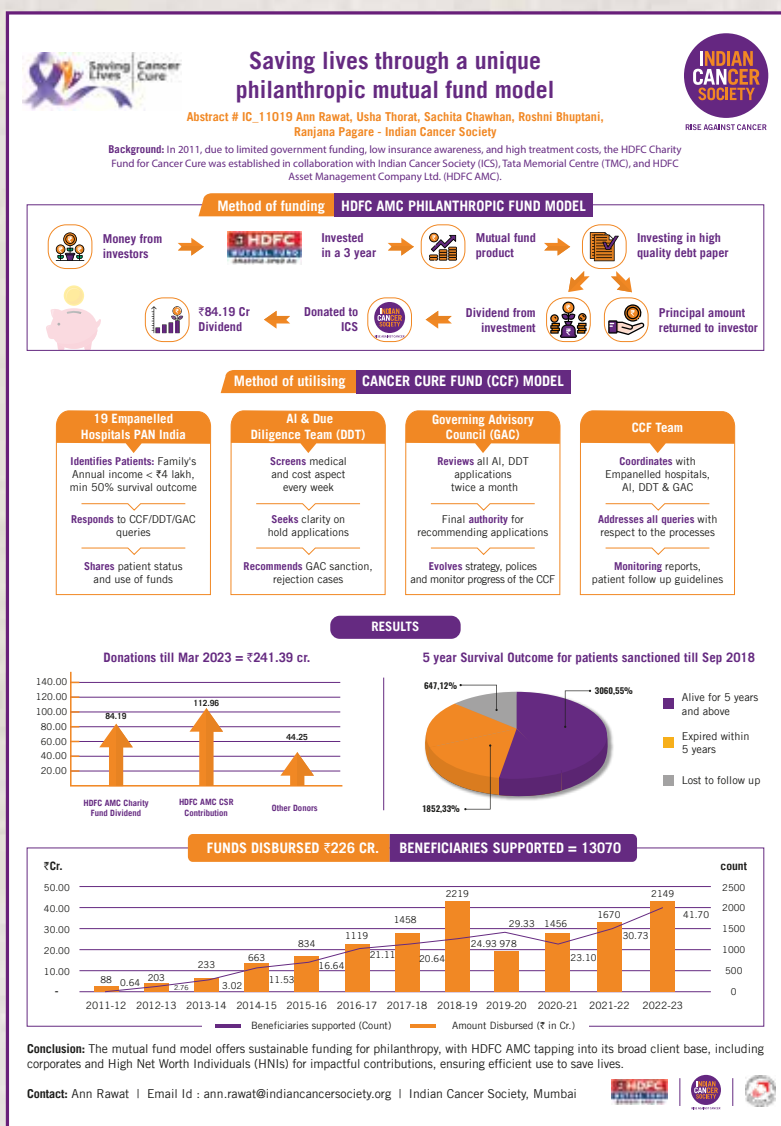 Saving Lives
Cancer Cure
Saving lives through a unique
philanthropic mutual fund model
INDIAN
CANCER
SOCIETY
RISE AGAINST CANCER
Abstract # IC_11019 Ann Rawat, Usha Thorat, Sachita Chawhan, Roshni Bhuptani,
Ranjana Pagare - Indian Cancer Society
Background: In 2011, due to limited government funding, low insurance awareness, and high treatment costs, the HDFC Charity
Fund for Cancer Cure was established in collaboration with Indian Cancer Society (ICS), Tata Memorial Centre (TMC), and HDFC
Asset Management Company Ltd. (HDFC AMC).
Method of funding HDFC AMC PHILANTHROPIC FUND MODEL
Money from
investors
HDFC
MUTUAL FUND
Invested
in a 3 year
Mutual fund
product
Investing in high
quality debt paper
₹84.19 Cr
Dividend
Donated to
ICS
INDIAN
CANCER
SOCIETY
Dividend from
investment
Principal amount
returned to investor
Method of utilising CANCER CURE FUND (CCF) MODEL
19 Empanelled
Hospitals PAN India
Identifies Patients: Family's
Annual income < ₹4 lakh,
min 50% survival outcome
Responds to CCF/DDT/GAC
queries
Shares patient status
and use of funds
AI & Due
Diligence Team (DDT)
Screens medical
and cost aspect
every week
Seeks clarity on
hold applications
Recommends GAC sanction,
rejection cases
Governing Advisory
Council (GAC)
Reviews all AI, DDT
applications
twice a month
Final authority for
recommending applications
Evolves strategy, polices
and monitor progress of the CCF
CCF Team
Coordinates with
Empanelled hospitals,
AI, DDT & GAC
Addresses all queries with
respect to the processes
Monitoring reports,
patient follow up guidelines
RESULTS
Donations till Mar 2023 = ₹241.39 cr.
140.00
120.00
100.00
80.00
60.00
40.00
20.00
84.19
112.96
44.25
HDFC AMC Charity
Fund Dividend
HDFC AMC CSR
Contribution
Other Donors
5 year Survival Outcome for patients sanctioned till Sep 2018
647,12%
3060,55%
1852,33%
Alive for 5 years
and above
Expired within
5 years
Lost to follow up
FUNDS DISBURSED ₹226 CR. BENEFICIARIES SUPPORTED = 13070
₹Cr.
count
50.00
40.00
30.00
20.00
10.00
-
88 203 233 663 834 1119 1458 2219 978 1456 1670 2149
0.64 2.76 3.02 11.53 16.64 21.11 20.64 24.93 29.33 23.10 30.73 41.70
2500
2000
1500
1000
500
0
2011-12 2012-13 2013-14 2014-15 2015-16 2016-17 2017-18 2018-19 2019-20 2020-21 2021-22 2022-23
Beneficiaries supported (Count) Amount Disbursed (₹ in Cr.)
Conclusion: The mutual fund model offers sustainable funding for philanthropy, with HDFC AMC tapping into its broad client base, including
corporates and High Net Worth Individuals (HNIs) for impactful contributions, ensuring efficient use to save lives.
Contact: Ann Rawat | Email Id : ann.rawat@indiancancersociety.org | Indian Cancer Society, Mumbai
HDFC
MUTUAL FUND
INDIAN
CANCER
SOCIETY